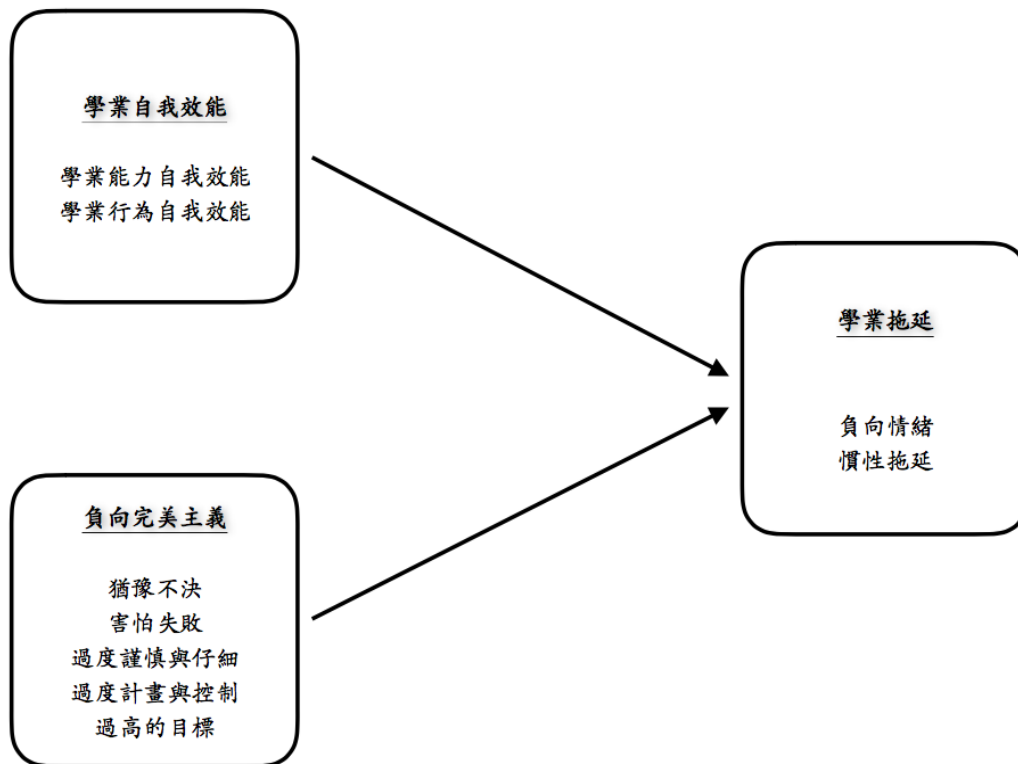 學業自我效能
學業能力自我效能
學業行為自我效能
學業拖延
負向情緒
慣性拖延
負向完美主義
猶豫不決
害怕失敗
過度謹慎與仔細
過度計畫與控制
過高的目標